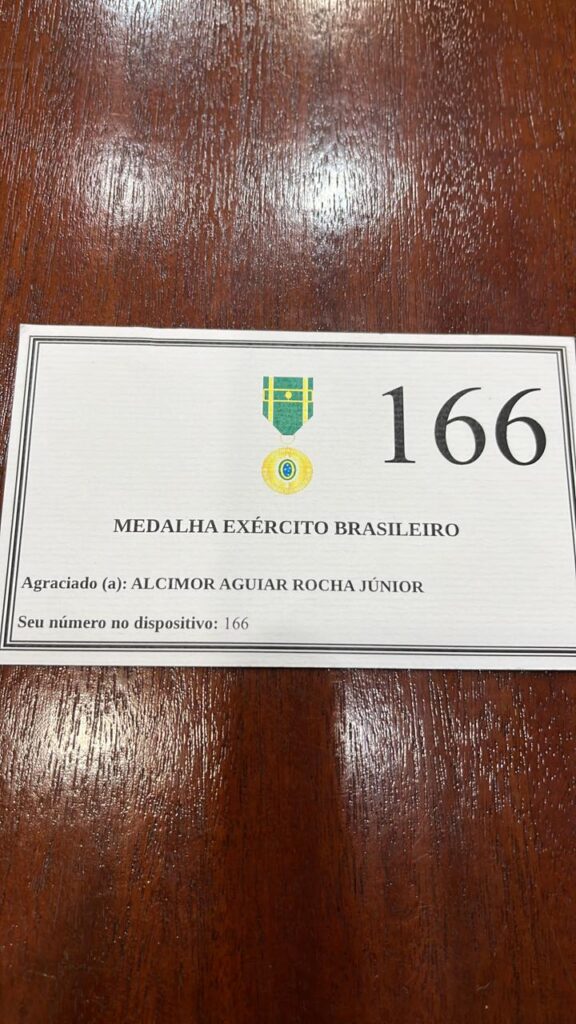 166
MEDALHA EXÉRCITO BRASILEIRO
Agraciado (a): ALCIMOR AGUIAR ROCHA JÚNIOR
Seu número no dispositivo: 166